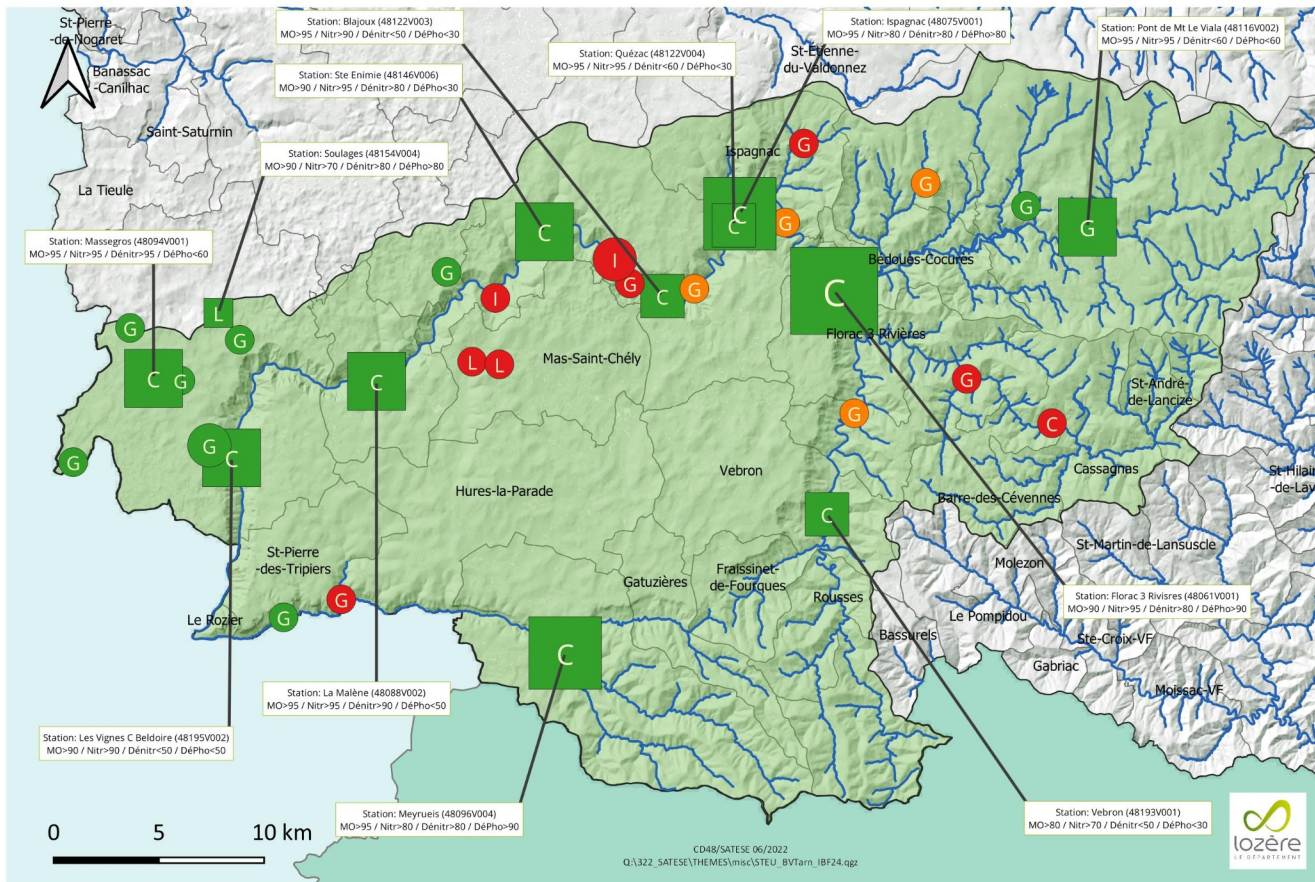 St-Pierre
-de-Nogaret
Banassac
-Canilhac
Saint-Saturnin
La Tieule
Station: Blajoux (48122V003)
MO>95 / Nitr>90 / Dénitr<50 / DéPho<30
Station: Ste Enimie (48146V006)
MO>90 / Nitr>95 / Dénitr>80 / DéPho<30
Station: Soulages (48154V004)
MO>90 / Nitr>70 / Dénitr>80 / DéPho>80
Station: Massegros (48094V001)
MO>95 / Nitr>95 / Dénitr>95 / DéPho<60
Station: Quézac (48122V004)
MO>95 / Nitr>95 / Dénitr<60 / DéPho<30
Station: Ispagnac (48075V001)
MO>95 / Nitr>80 / Dénitr>80 / DéPho>80
St-Étienne-
du-Valdonnez
Station: Pont de Mt Le Viala (48116V002)
MO>95 / Nitr>95 / Dénitr<60 / DéPho<60
Ispagnac
G
G
G
G
G
C
C
C
Bédouès-Cocurès
I
G
C
G
C
Florac 3 Rivières
G
I
L
G
G
C
G
C
L
L
Mas-Saint-Chély
G
C
St-André-
de-Lancize
G
G
C
G
Vebron
Hures-la-Parade
Cassagnas
St-Hilair
-de-Lav
Barre-des-Cévennes
C
St-Martin-de-Lansuscle
Molezon
St-Pierre
-des-Tripiers
Gatuzières
Fraissinet-
de-Fourques
Rousses
Le Rozier
G
G
C
Bassurels
Le Pompidou
Ste-Croix-VF
Gabriac
Moissac-VF
Station: Florac 3 Rivisres (48061V001)
MO>90 / Nitr>95 / Dénitr>80 / DéPho>90
Station: La Malène (48088V002)
MO>95 / Nitr>95 / Dénitr>90 / DéPho<50
Station: Les Vignes C Beldoire (48195V002)
MO>90 / Nitr>90 / Dénitr<50 / DéPho<50
Station: Meyrueis (48096V004)
MO>95 / Nitr>80 / Dénitr>80 / DéPho>90
Station: Vebron (48193V001)
MO>80 / Nitr>70 / Dénitr<50 / DéPho<30
0 5 10 km
CD48/SATESE 06/2022
Q:\322_SATESE\THEMES\misc\STEU_BVTarn_IBF24.qgz
lozère
LE DÉPARTEMENT